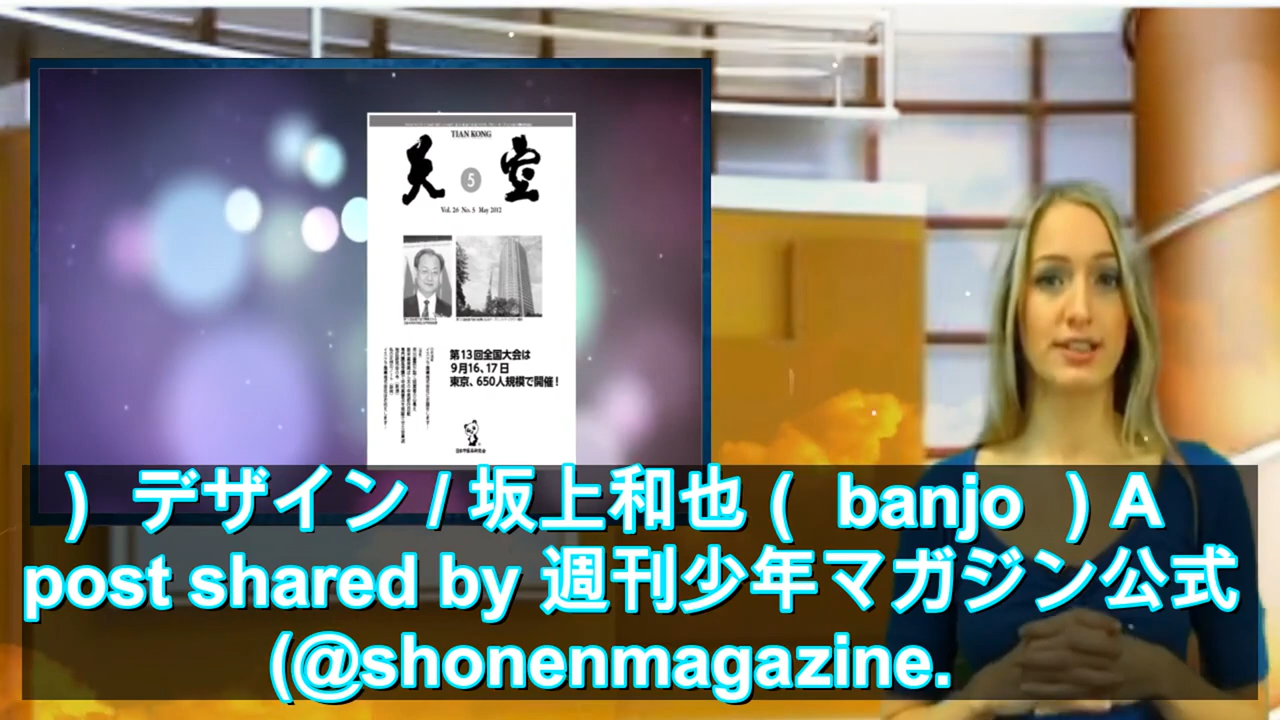 TIAN KONG
天空
5
Vol. 26 No. 5 May 2012
第13回全国大会は
9月16、17日
東京、650人規模で開催！
) デザイン / 坂上和也 ( banjo ) A
post shared by 週刊少年マガジン公式
(@shonenmagazine.